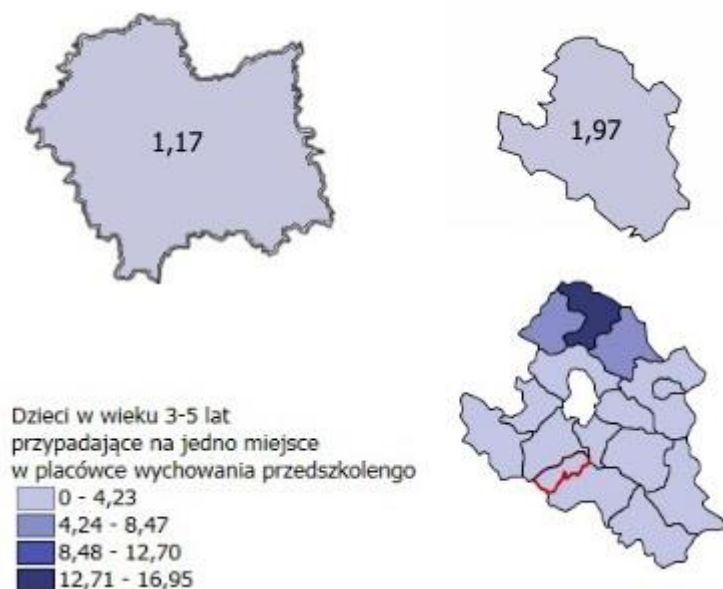 1,17
1,97
Dzieci w wieku 3-5 lat
przypadające na jedno miejsce
w placówce wychowania przedszkolengo
0 - 4,23
4,24 - 8,47
8,48 - 12,70
12,71 - 16,95